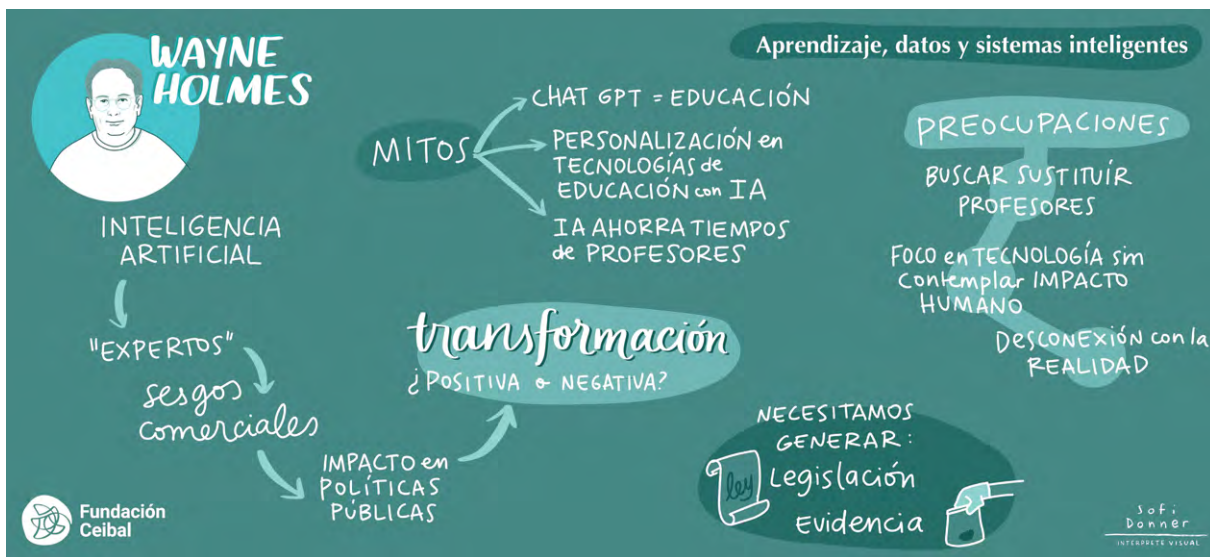 WAYNE
HOLMES
Aprendizaje, datos y sistemas inteligentes
INTELIGENCIA
ARTIFICIAL
"EXPERTOS"
sesgos
comerciales
IMPACTO en
POLÍTICAS
PÚBLICAS
transformación
¿POSITIVA o NEGATIVA?
MITOS
CHAT GPT = EDUCACIÓN
PERSONALIZACIÓN en
TECNOLOGÍAS de
EDUCACIÓN con IA
IA AHORRA TIEMPOS
de PROFESORES
PREOCUPACIONES
BUSCAR SUSTITUÍR
PROFESORES
FOCO en TECNOLOGÍA sin
contemplar IMPACTO
HUMANO
DESCONEXIÓN con la
REALIDAD
NECESITAMOS
GENERAR:
ley
Legislación
Evidencia
Fundación
Ceibal
Sofi
Donner
INTÉRPRETE VISUAL